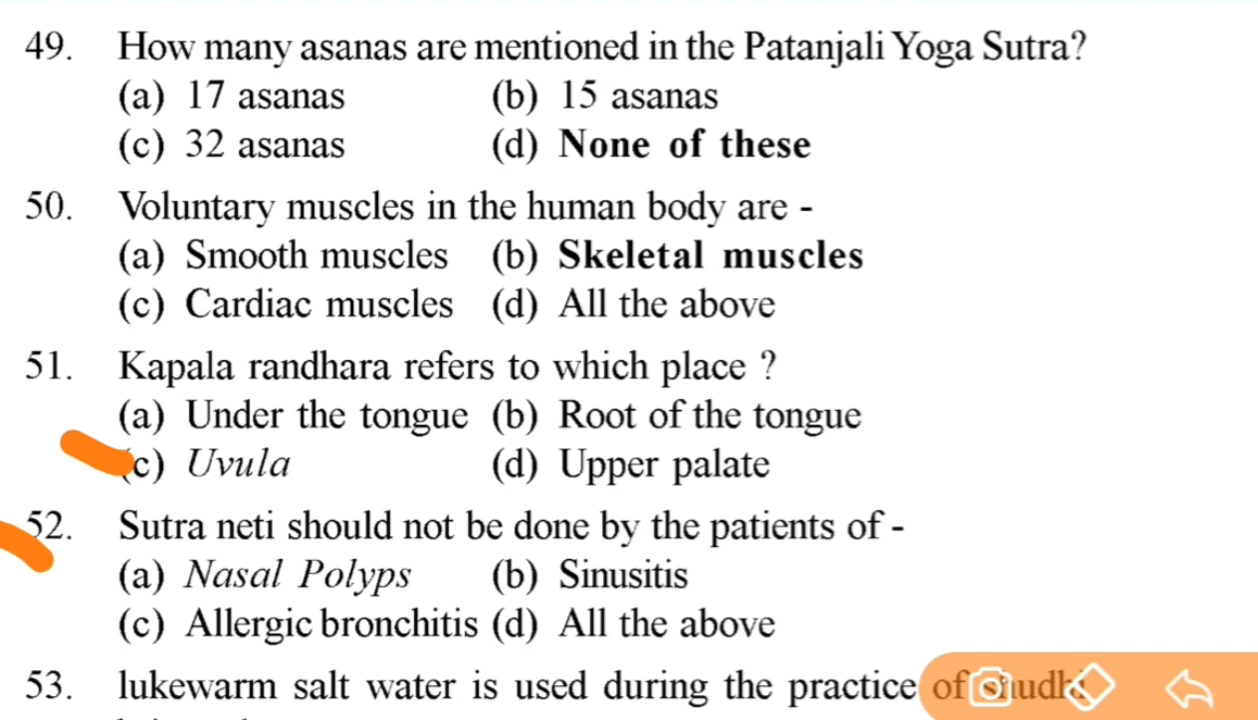 49. How many asanas are mentioned in the Patanjali Yoga Sutra?
(a) 17 asanas (b) 15 asanas
(c) 32 asanas (d) None of these
50. Voluntary muscles in the human body are -
(a) Smooth muscles (b) Skeletal muscles
(c) Cardiac muscles (d) All the above
51. Kapala randhara refers to which place ?
(a) Under the tongue (b) Root of the tongue
(c) Uvula (d) Upper palate
52. Sutra neti should not be done by the patients of -
(a) Nasal Polyps (b) Sinusitis
(c) Allergic bronchitis (d) All the above
53. lukewarm salt water is used during the practice of